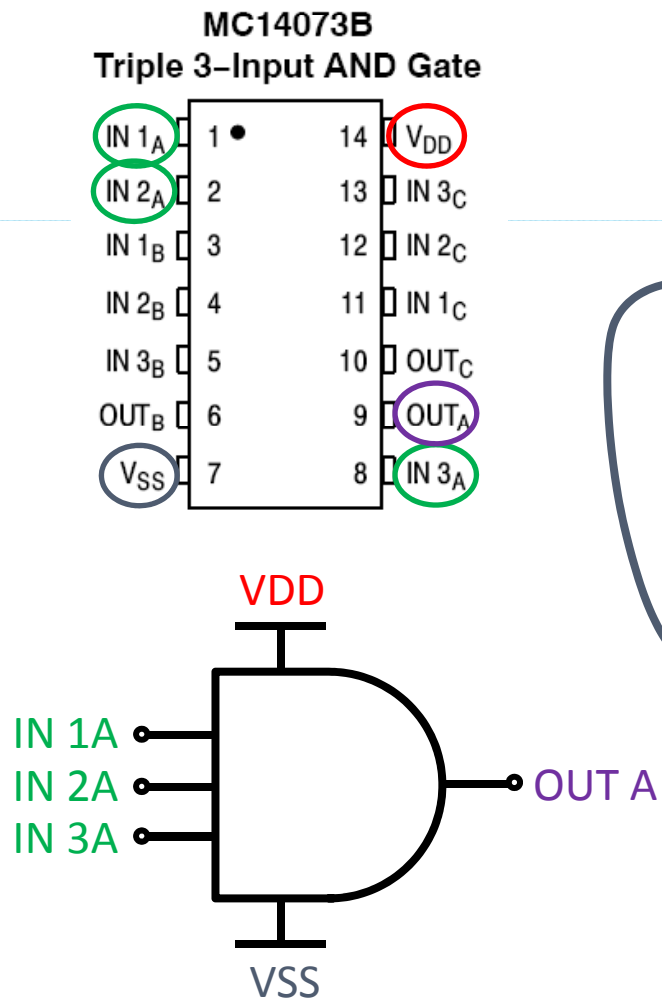 MC14073B
Triple 3–Input AND Gate
IN 1A 1 14 VDD
IN 2A 2 13 IN 3C
IN 1B 3 12 IN 2C
IN 2B 4 11 IN 1C
IN 3B 5 10 OUTC
OUTB 6 9 OUTA
VSS 7 8 IN 3A
VDD
IN 1A
IN 2A
OUT A
IN 3A
VSS